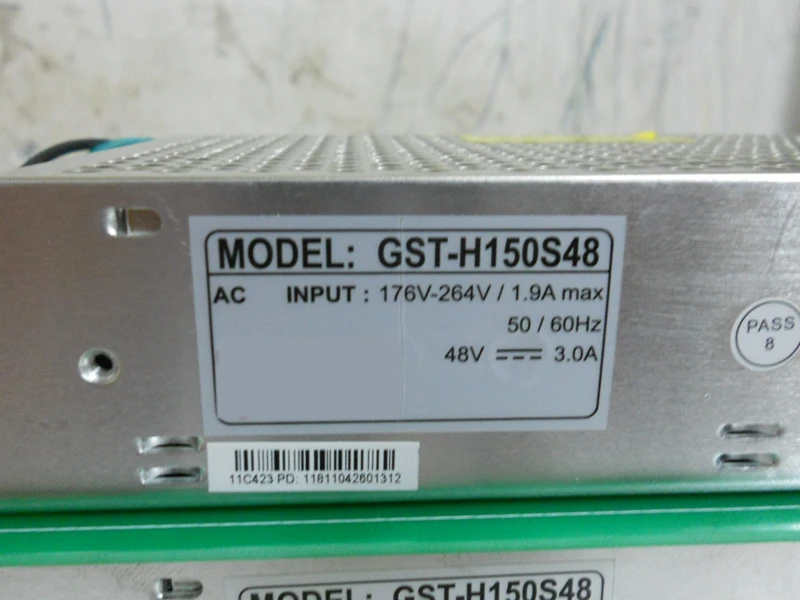 MODEL: GST-H150S48
AC INPUT : 176V-264V / 1.9A max
50 / 60Hz
48V ⎓ 3.0A
PASS
8
11C423 PD: 11811042601312
MODEL: GST-H150S48